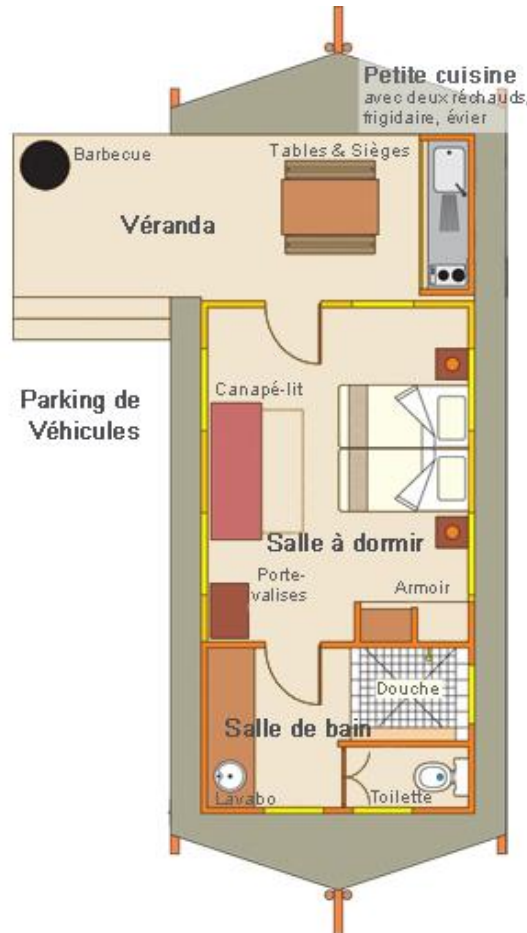 Petite cuisine
avec deux réchauds,
frigidaire, évier
Barbecue
Tables & Sièges
Véranda
Parking de
Véhicules
Canapé-lit
Salle à dormir
Porte-
valises
Armoir
Douche
Salle de bain
Lavabo
Toilette